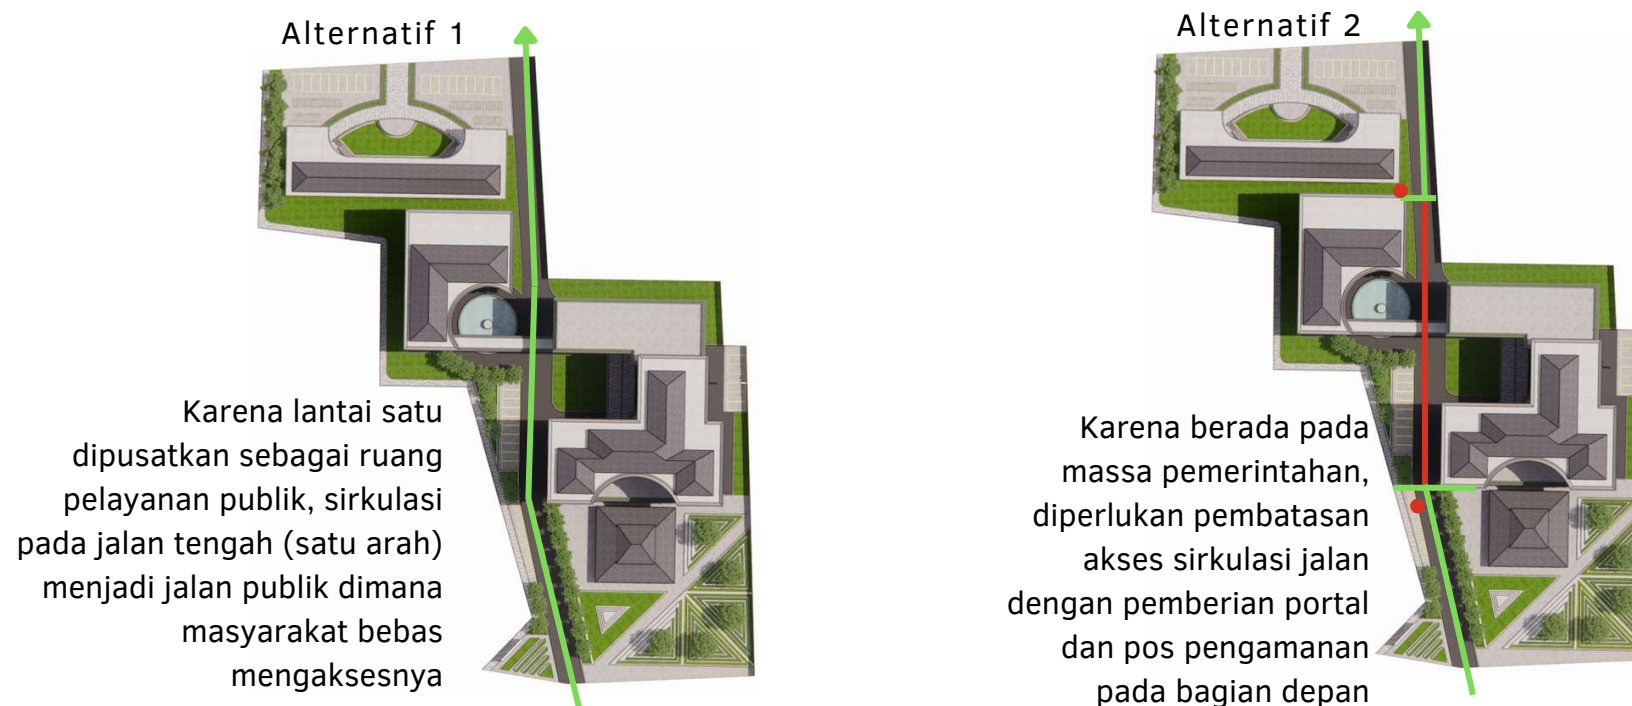 Alternatif 1
Karena lantai satu
dipusatkan sebagai ruang
pelayanan publik, sirkulasi
pada jalan tengah (satu arah)
menjadi jalan publik dimana
masyarakat bebas
mengaksesnya
Alternatif 2
Karena berada pada
massa pemerintahan,
diperlukan pembatasan
akses sirkulasi jalan
dengan pemberian portal
dan pos pengamanan
pada bagian depan